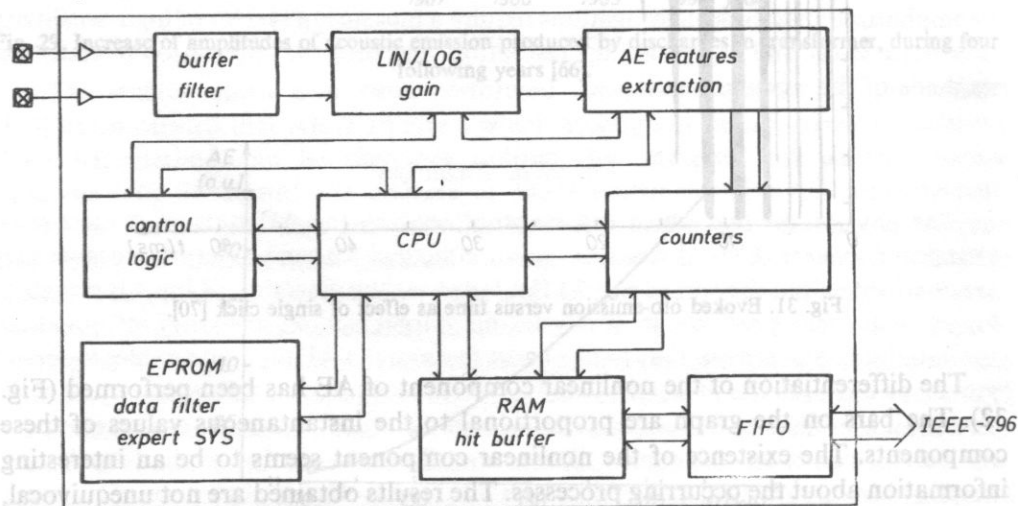 Fig. 29. Increase of amplitudes of acoustic emission produced by discharges in transformer, during four
following years [66].
buffer
filter
LIN/LOG
gain
AE features
extraction
AE
[a.u]
control
logic
CPU
counters
20
30
40
t[ms]
Fig. 31. Evoked oto-emission versus time as effect of single click [70].
EPROM
data filter
expert SYS
RAM
hit buffer
FIFO
IEEE-796
The differentiation of the nonlinear component of AE has been performed (Fig.
The bars on the graph are proportional to the instantaneous values of these
components. The existence of the nonlinear component seems to be an interesting
information about the occurring processes. The results obtained are not unequivocal.